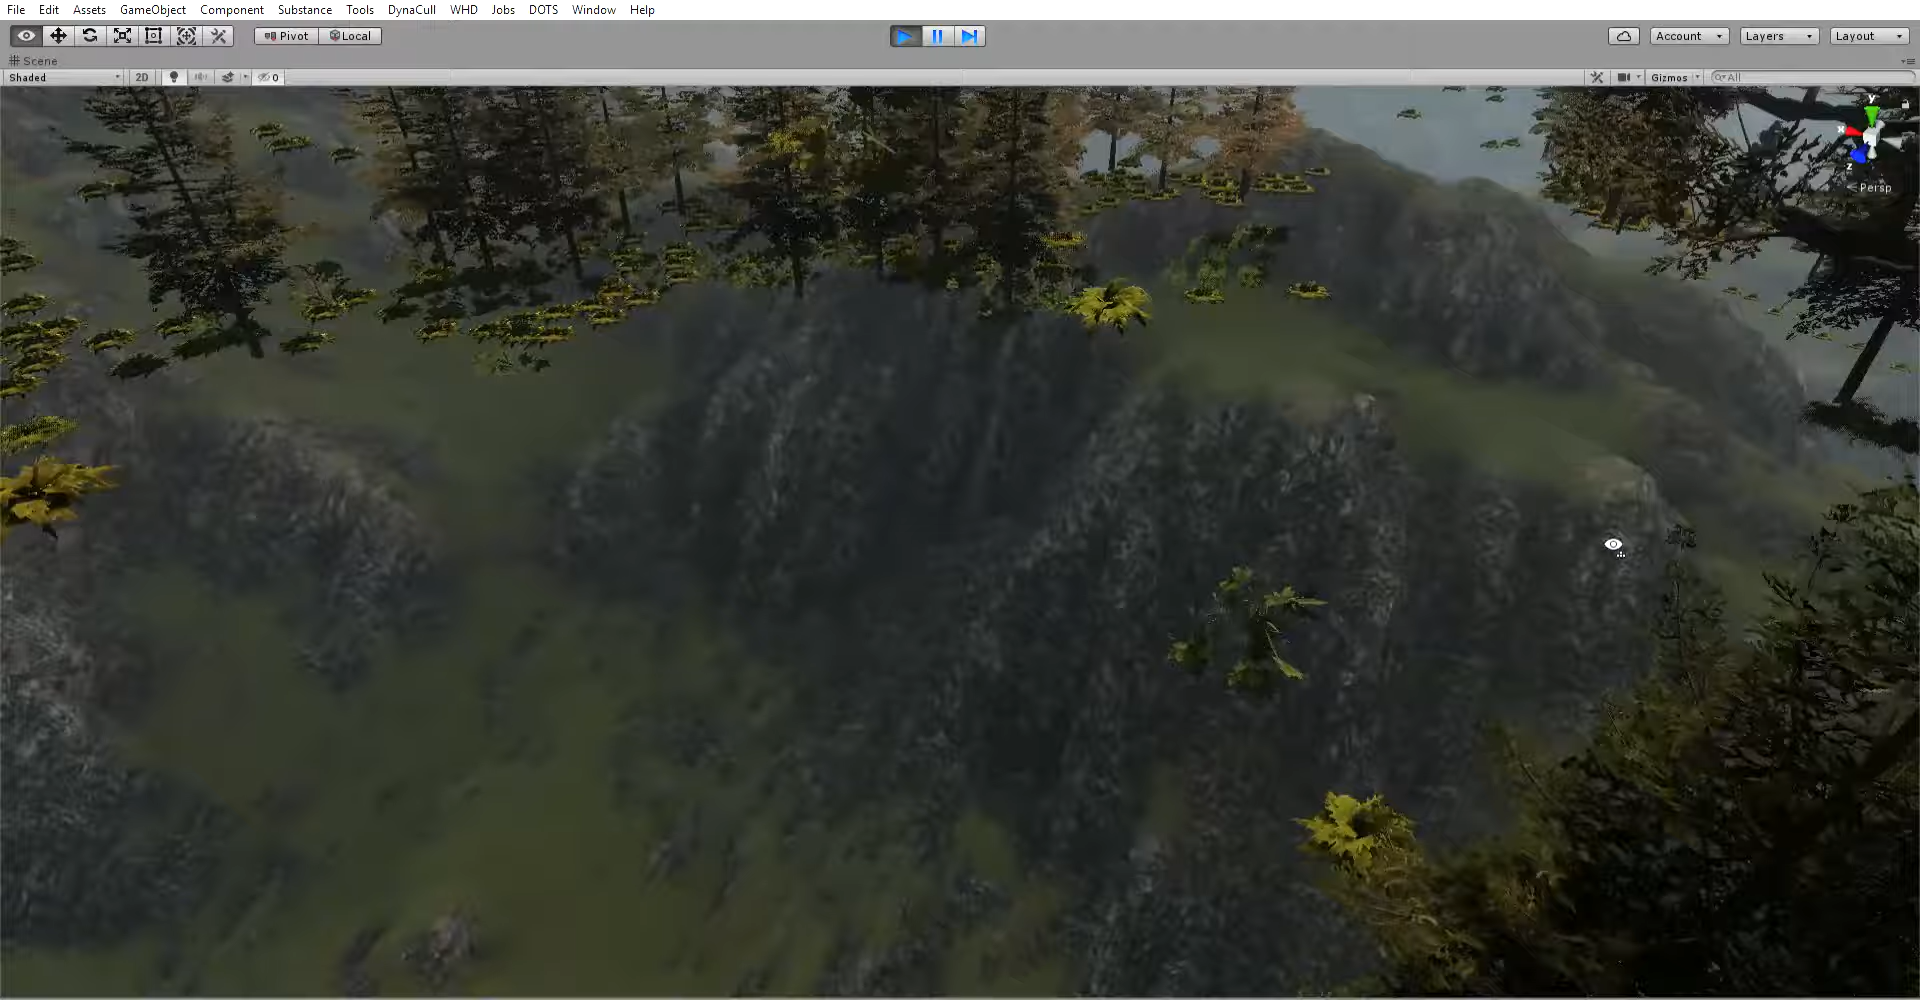 File Edit Assets GameObject Component Substance Tools DynaCull WHD Jobs DOTS Window Help
Pivot Local Account Layers Layout
Scene
Shaded 2D 0 Gizmos All
y
x
z
Persp